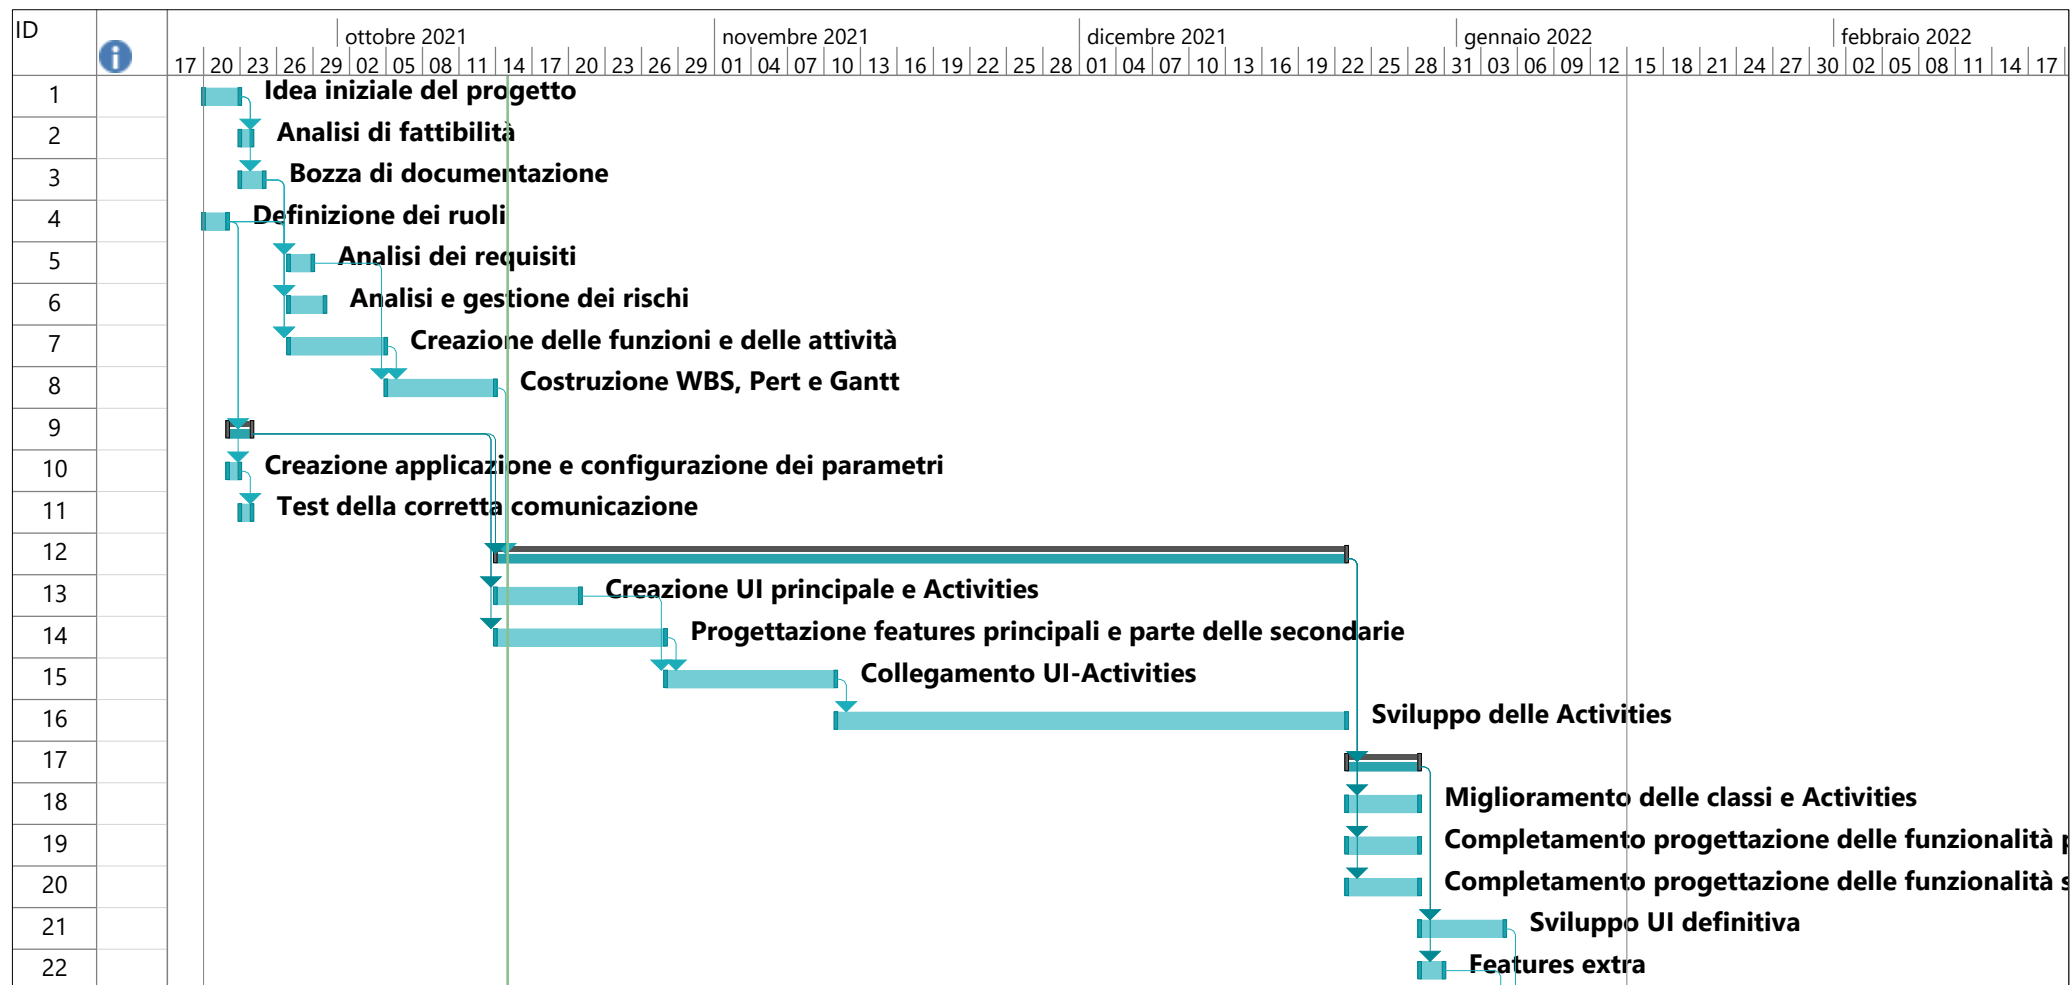 ID
ottobre 2021 novembre 2021 dicembre 2021 gennaio 2022 febbraio 2022
17 20 23 26 29 02 05 08 11 14 17 20 23 26 29 01 04 07 10 13 16 19 22 25 28 01 04 07 10 13 16 19 22 25 28 31 03 06 09 12 15 18 21 24 27 30 02 05 08 11 14 17
1 Idea iniziale del progetto
2 Analisi di fattibilità
3 Bozza di documentazione
4 Definizione dei ruoli
5 Analisi dei requisiti
6 Analisi e gestione dei rischi
7 Creazione delle funzioni e delle attività
8 Costruzione WBS, Pert e Gantt
9
10 Creazione applicazione e configurazione dei parametri
11 Test della corretta comunicazione
12
13 Creazione UI principale e Activities
14 Progettazione features principali e parte delle secondarie
15 Collegamento UI-Activities
16 Sviluppo delle Activities
17
18 Miglioramento delle classi e Activities
19 Completamento progettazione delle funzionalità
20 Completamento progettazione delle funzionalità
21 Sviluppo UI definitiva
22 Features extra